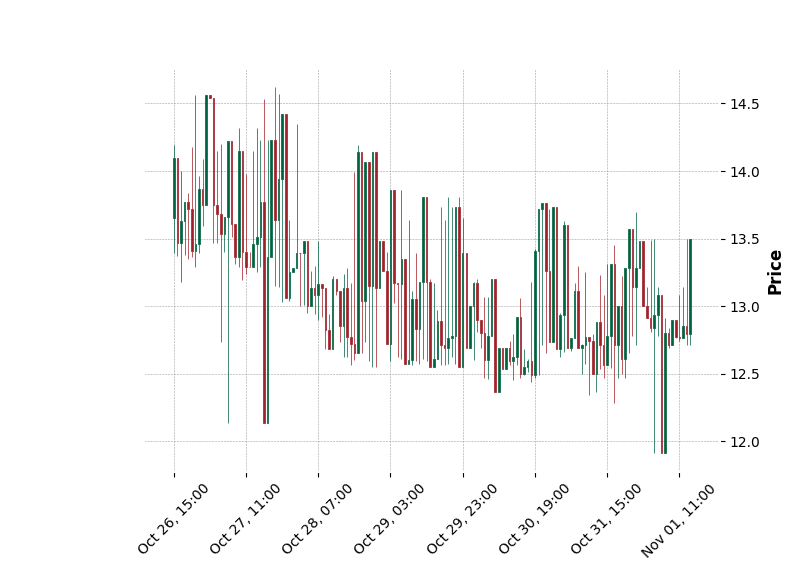 14.5
14.0
13.5
13.0
12.5
12.0
Price
Oct 26, 15:00
Oct 27, 11:00
Oct 28, 07:00
Oct 29, 03:00
Oct 29, 23:00
Oct 30, 19:00
Oct 31, 15:00
Nov 01, 11:00